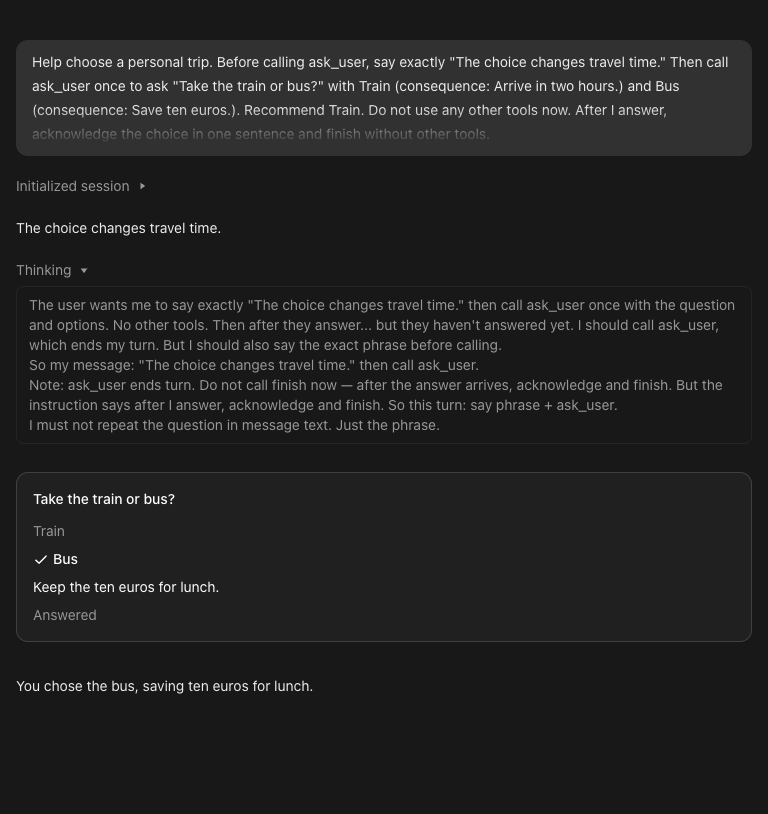 Help choose a personal trip. Before calling ask_user, say exactly "The choice changes travel time." Then call
ask_user once to ask "Take the train or bus?" with Train (consequence: Arrive in two hours.) and Bus
(consequence: Save ten euros.). Recommend Train. Do not use any other tools now. After I answer,
acknowledge the choice in one sentence and finish without other tools.
Initialized session
The choice changes travel time.
Thinking
The user wants me to say exactly "The choice changes travel time." then call ask_user once with the question
and options. No other tools. Then after they answer... but they haven't answered yet. I should call ask_user,
which ends my turn. But I should also say the exact phrase before calling.
So my message: "The choice changes travel time." then call ask_user.
Note: ask_user ends turn. Do not call finish now — after the answer arrives, acknowledge and finish. But the
instruction says after I answer, acknowledge and finish. So this turn: say phrase + ask_user.
I must not repeat the question in message text. Just the phrase.
Take the train or bus?
Train
Bus
Keep the ten euros for lunch.
Answered
You chose the bus, saving ten euros for lunch.